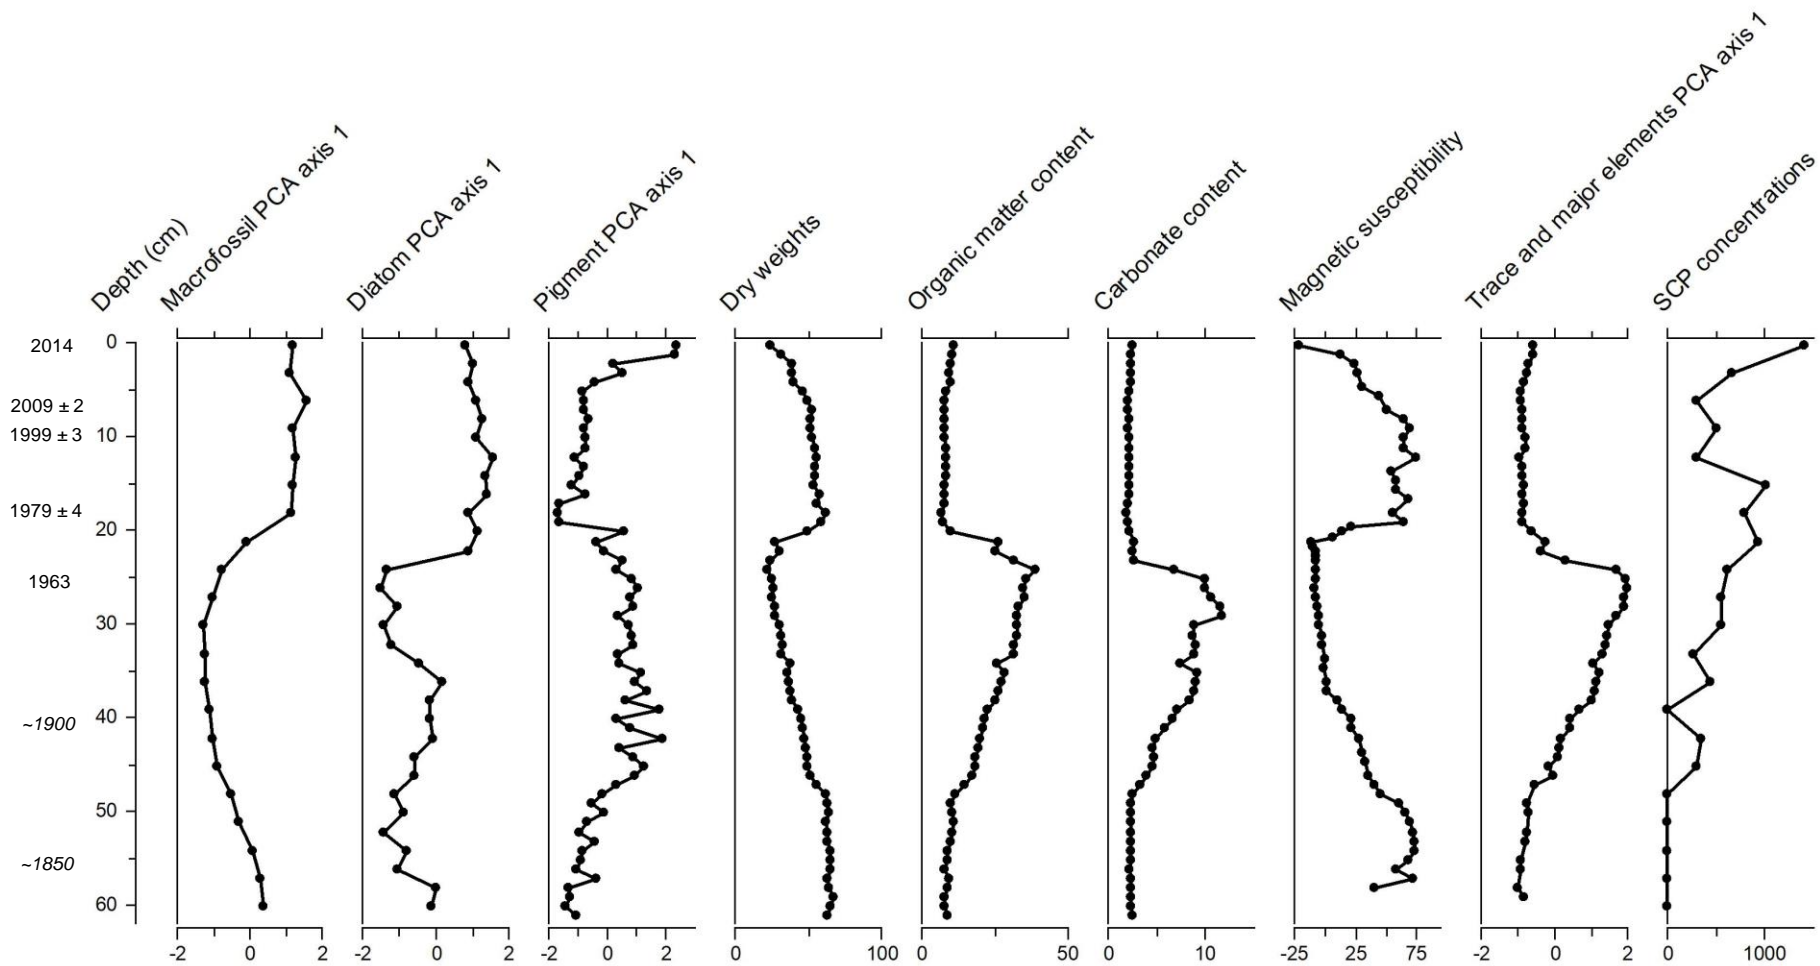 Depth (cm)
Macrofossil PCA axis 1
Diatom PCA axis 1
Pigment PCA axis 1
Dry weights
Organic matter content
Carbonate content
Magnetic susceptibility
Trace and major elements PCA axis 1
SCP concentrations
2014
2009 ± 2
1999 ± 3
1979 ± 4
1963
~1900
~1850
0
10
20
30
40
50
60
-2 0 2
-2 0 2
-2 0 2
0 100
0 50
0 10
-25 25 75
-2 0 2
0 1000